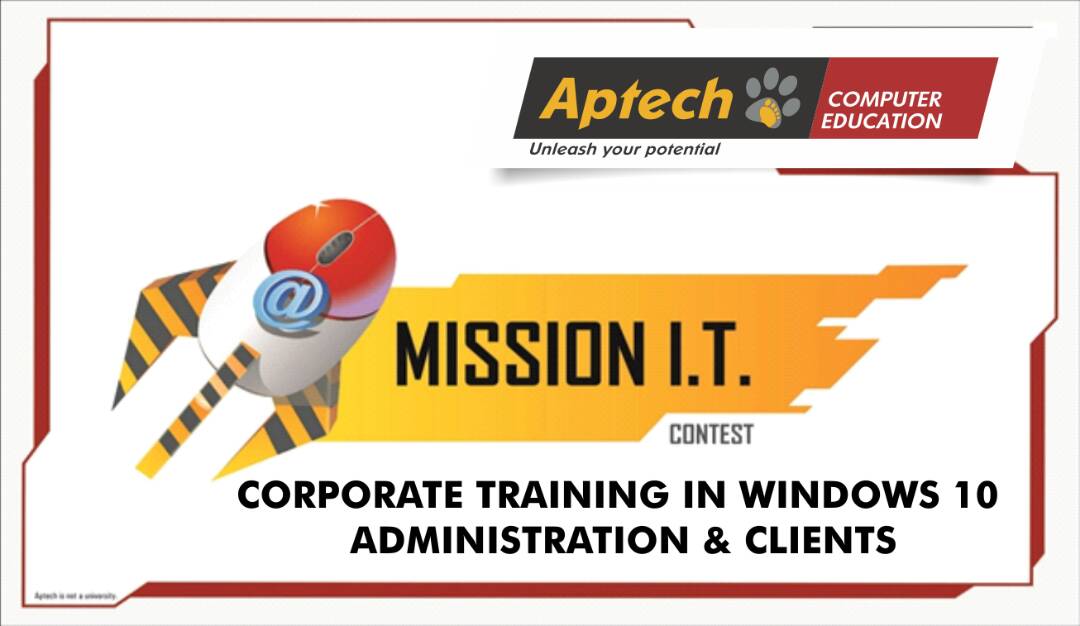 Aptech
COMPUTER
EDUCATION
Unleash your potential
@
MISSION I.T.
CONTEST
CORPORATE TRAINING IN WINDOWS 10
ADMINISTRATION & CLIENTS
Aptech is not a university.